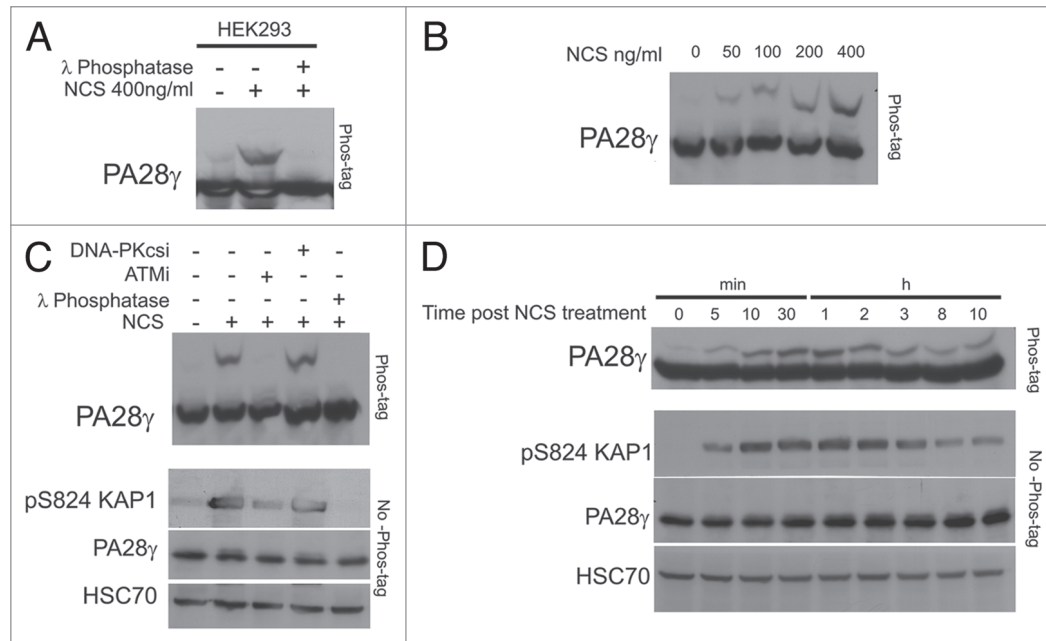 A
HEK293
λ Phosphatase - - +
NCS 400ng/ml - + +
PA28γ
Phos-tag
B
NCS ng/ml 0 50 100 200 400
PA28γ
Phos-tag
C
DNA-PKcsi - - - + -
ATMi - - + - -
λ Phosphatase - - - - +
NCS - + + + +
PA28γ
Phos-tag
pS824 KAP1
PA28γ
HSC70
No -Phos-tag
D
min h
Time post NCS treatment 0 5 10 30 1 2 3 8 10
PA28γ
Phos-tag
pS824 KAP1
PA28γ
HSC70
No -Phos-tag